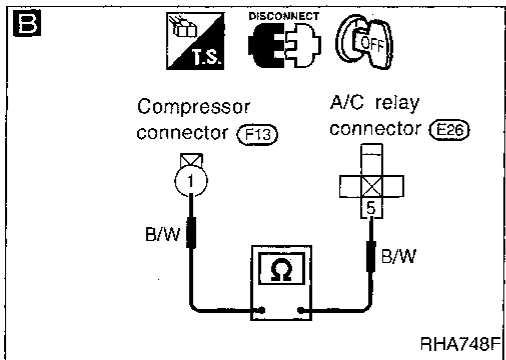 B
T.S.
DISCONNECT
OFF
Compressor
connector F13
A/C relay
connector E26
1
5
B/W
B/W
Ω
RHA748F